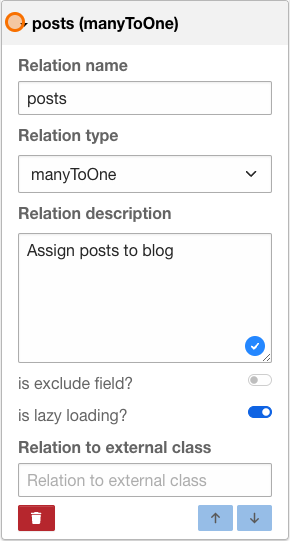 posts (manyToOne)
Relation name
posts
Relation type
manyToOne
Relation description
Assign posts to blog
is exclude field?
is lazy loading?
Relation to external class
Relation to external class